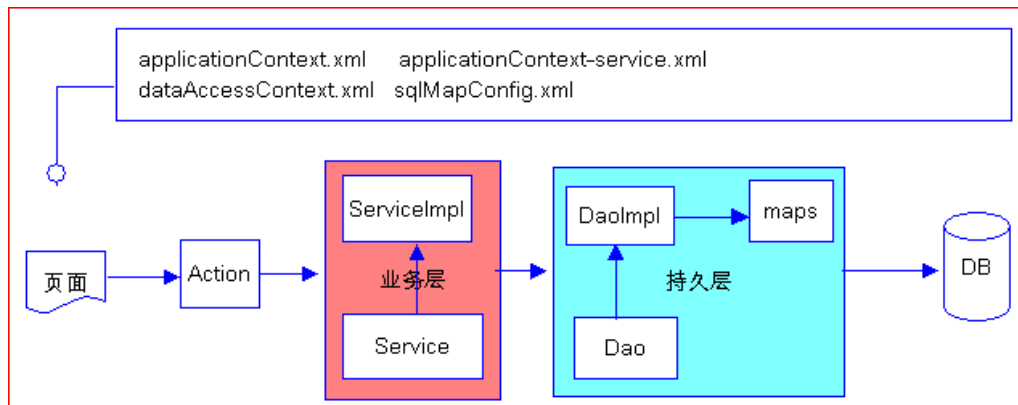 applicationContext.xml applicationContext-service.xml
dataAccessContext.xml sqlMapConfig.xml
ServiceImpl
DaoImpl
maps
页面
Action
业务层
持久层
DB
Service
Dao